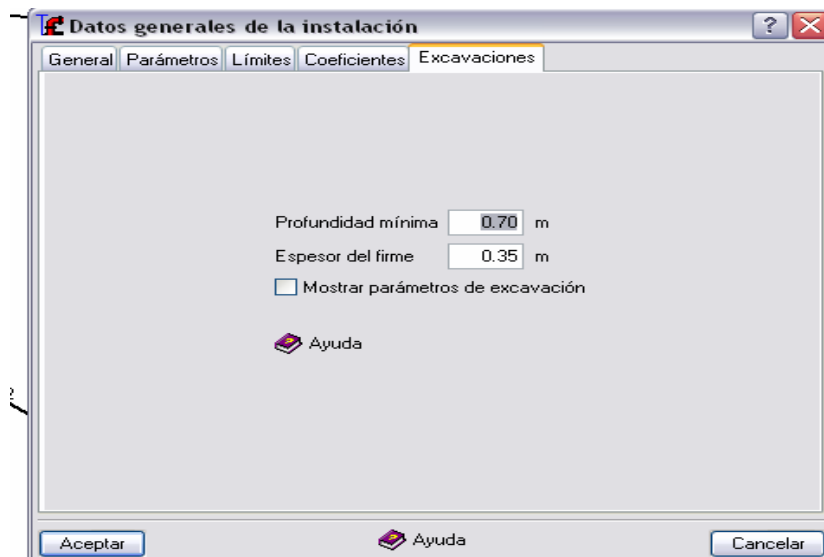 Datos generales de la instalación
General Parámetros Límites Coeficientes Excavaciones
Profundidad mínima 0.70 m
Espesor del firme 0.35 m
Mostrar parámetros de excavación
Ayuda
Aceptar Ayuda Cancelar